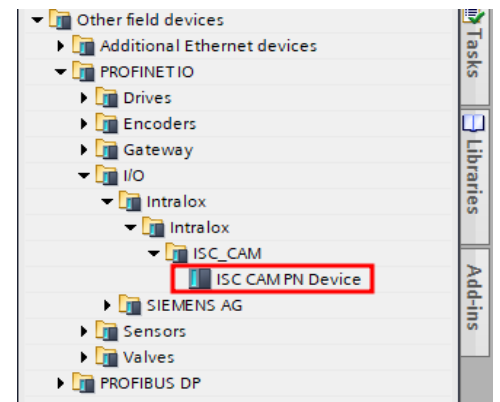 Other field devices
Additional Ethernet devices
PROFINET IO
Drives
Encoders
Gateway
I/O
Intralox
Intralox
ISC_CAM
ISC CAM PN Device
SIEMENS AG
Sensors
Valves
PROFIBUS DP
Tasks
Libraries
Add-ins